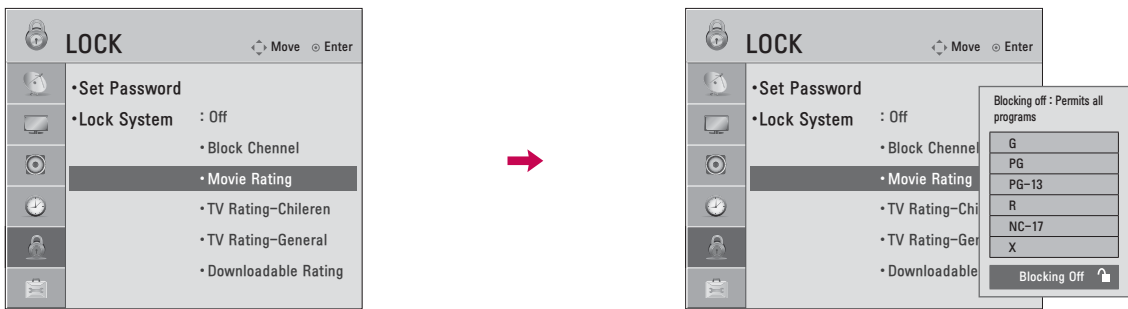 LOCK
Move Enter
•Set Password
•Lock System : Off
•Block Chennel
•Movie Rating
•TV Rating-Chileren
•TV Rating-General
•Downloadable Rating
LOCK
Move Enter
•Set Password
•Lock System : Off
•Block Chennel
•Movie Rating
•TV Rating-Chi
•TV Rating-Ger
•Downloadable
Blocking off : Permits all
programs
G
PG
PG-13
R
NC-17
X
Blocking Off